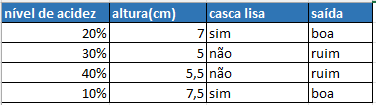 nível de acidez altura(cm) casca lisa saída
20% 7 sim boa
30% 5 não ruim
40% 5,5 não ruim
10% 7,5 sim boa